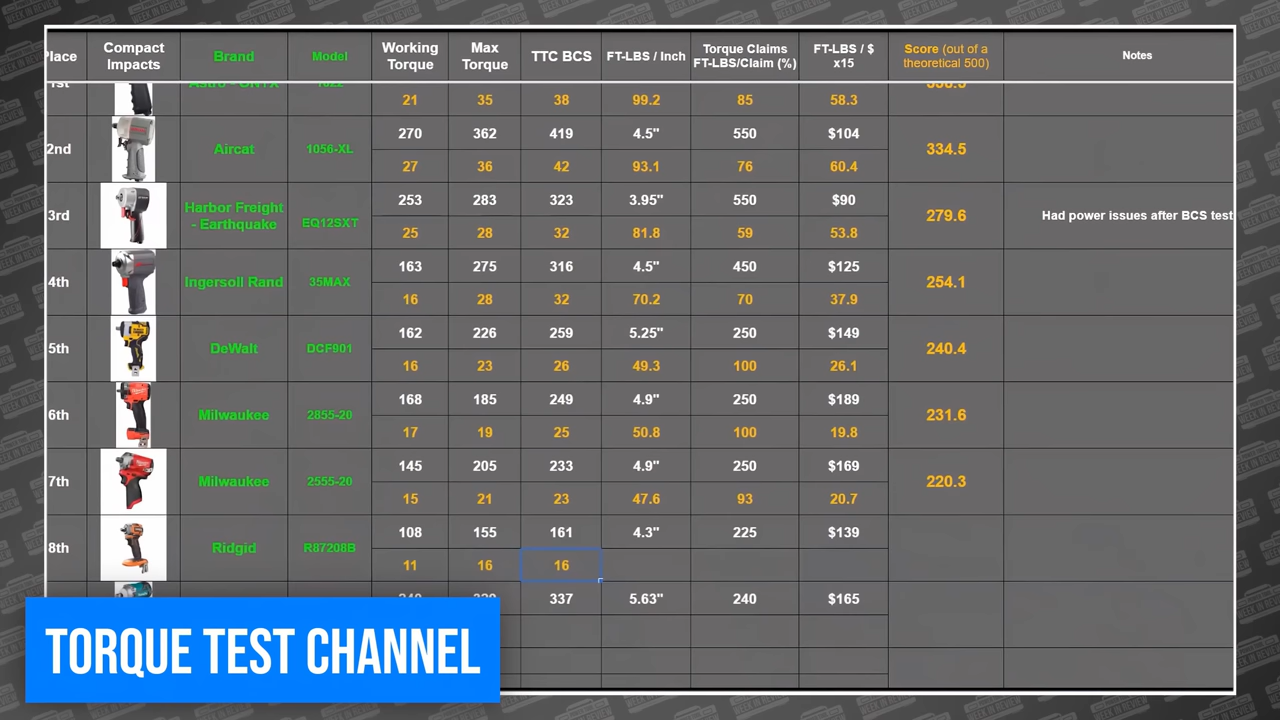 Place Compact Impacts Brand Model Working Torque Max Torque TTC BCS FT-LBS / Inch Torque Claims FT-LBS/Claim (%) FT-LBS / $ x15 Score (out of a theoretical 500) Notes
1st Astro - ONYX
21 35 38 99.2 85 58.3
2nd Aircat 1056-XL 270 362 419 4.5" 550 $104 334.5
27 36 42 93.1 76 60.4
3rd Harbor Freight - Earthquake EQ12SXT 253 283 323 3.95" 550 $90 279.6 Had power issues after BCS test
25 28 32 81.8 59 53.8
4th Ingersoll Rand 35MAX 163 275 316 4.5" 450 $125 254.1
16 28 32 70.2 70 37.9
5th DeWalt DCF901 162 226 259 5.25" 250 $149 240.4
16 23 26 49.3 100 26.1
6th Milwaukee 2855-20 168 185 249 4.9" 250 $189 231.6
17 19 25 50.8 100 19.8
7th Milwaukee 2555-20 145 205 233 4.9" 250 $169 220.3
15 21 23 47.6 93 20.7
8th Ridgid R87208B 108 155 161 4.3" 225 $139
11 16 16
337 5.63" 240 $165
TORQUE TEST CHANNEL